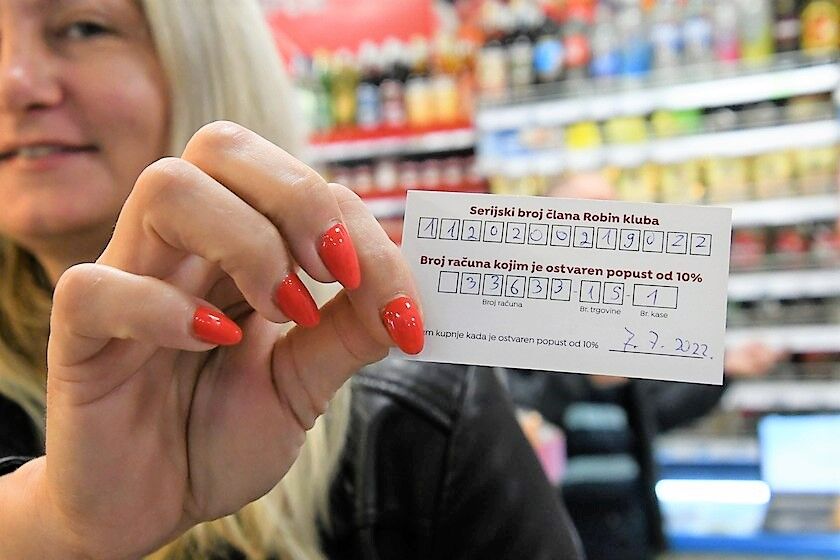 Serijski broj člana Robin kluba
1120200219022
Broj računa kojim je ostvaren popust od 10%
33633-15-1
Broj računa Br. trgovine Br. kase
em kupnje kada je ostvaren popust od 10% 7.7.2022.